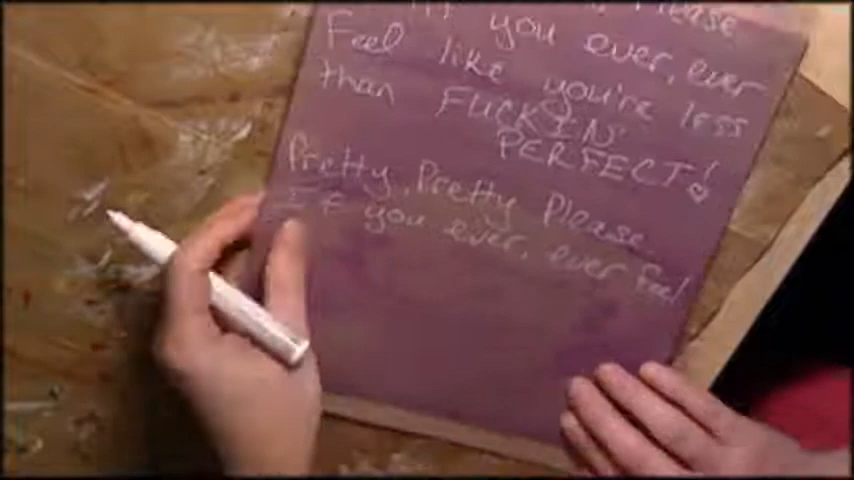 Please
you ever, ever
Feel like you're less
than FUCKIN
PERFECT!
Pretty, Pretty Please
If you ever, ever feel